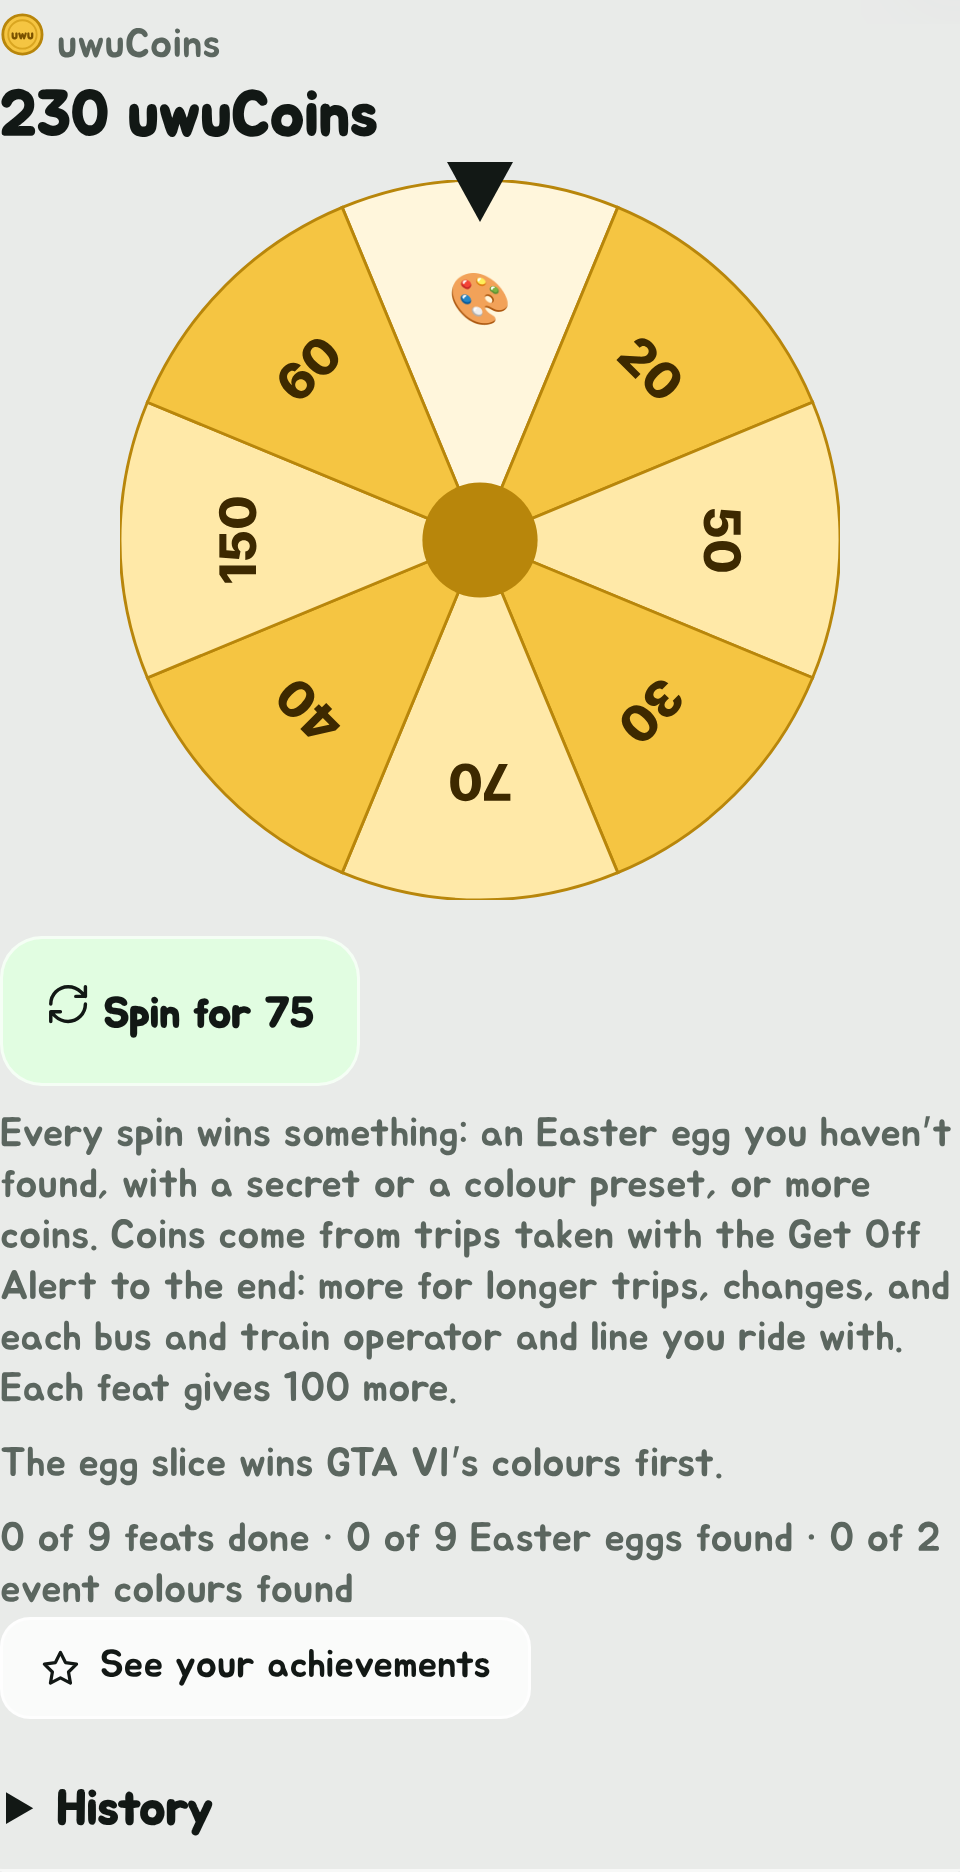 uwu
uwuCoins
230 uwuCoins
60
20
150
50
40
30
70
Spin for 75
Every spin wins something: an Easter egg you haven't
found, with a secret or a colour preset, or more
coins. Coins come from trips taken with the Get Off
Alert to the end: more for longer trips, changes, and
each bus and train operator and line you ride with.
Each feat gives 100 more.
The egg slice wins GTA VI's colours first.
0 of 9 feats done · 0 of 9 Easter eggs found · 0 of 2
event colours found
See your achievements
History